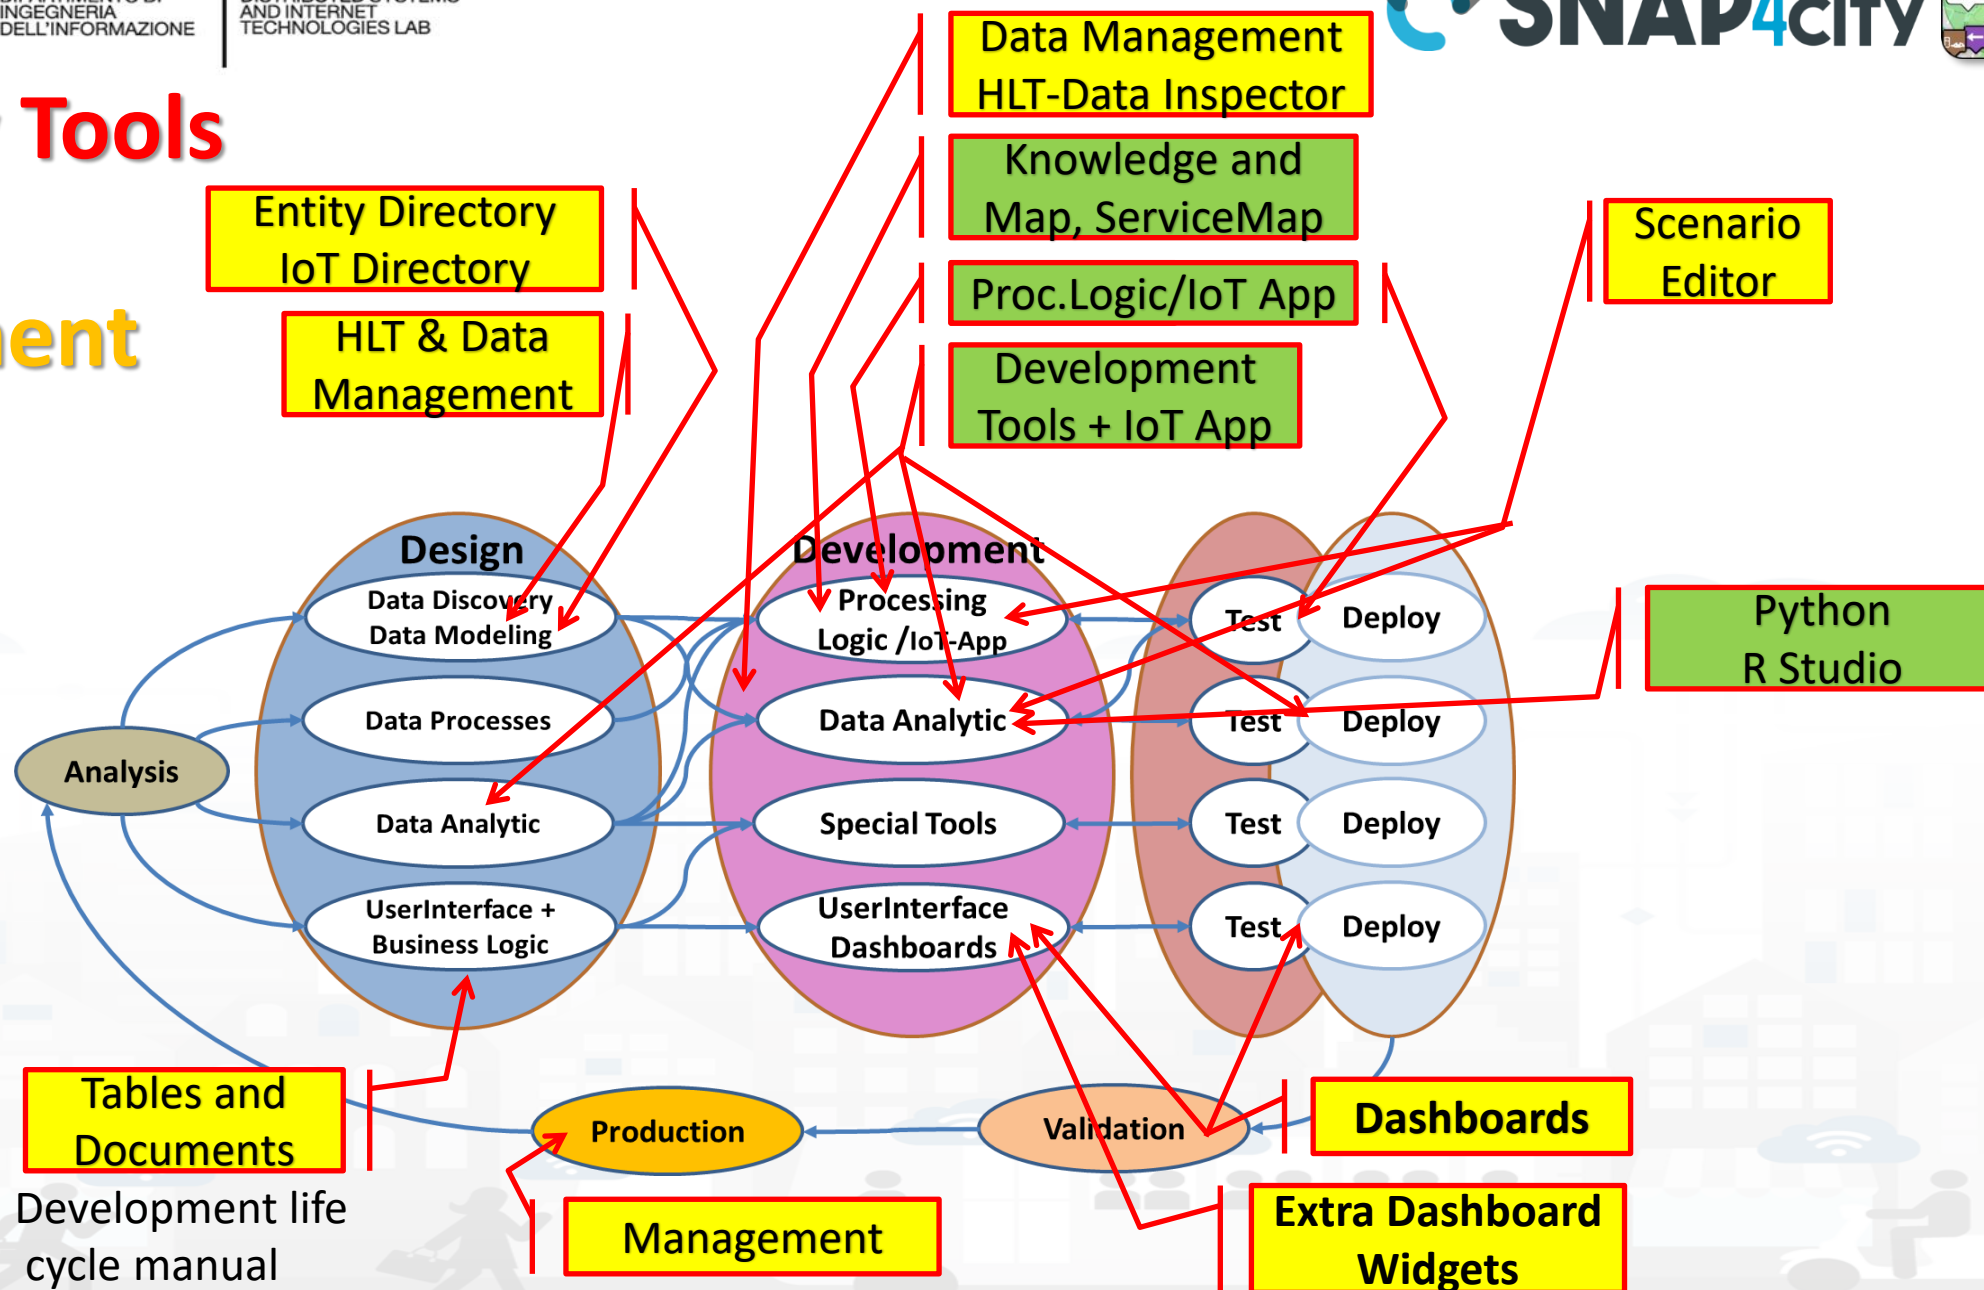 INGEGNERIA
DELL'INFORMAZIONE
AND INTERNET
TECHNOLOGIES LAB
SNAP4CITY
Tools
Data Management
HLT-Data Inspector
Knowledge and
Map, ServiceMap
Entity Directory
IoT Directory
Scenario
Editor
Proc.Logic/IoT App
HLT & Data
Management
Development
Tools + IoT App
Design
Data Discovery
Data Modeling
Data Processes
Data Analytic
UserInterface +
Business Logic
Analysis
Development
Processing
Logic /IoT-App
Data Analytic
Special Tools
UserInterface
Dashboards
Test
Deploy
Test
Deploy
Test
Deploy
Test
Deploy
Python
R Studio
Tables and
Documents
Development life
cycle manual
Production
Validation
Dashboards
Management
Extra Dashboard
Widgets